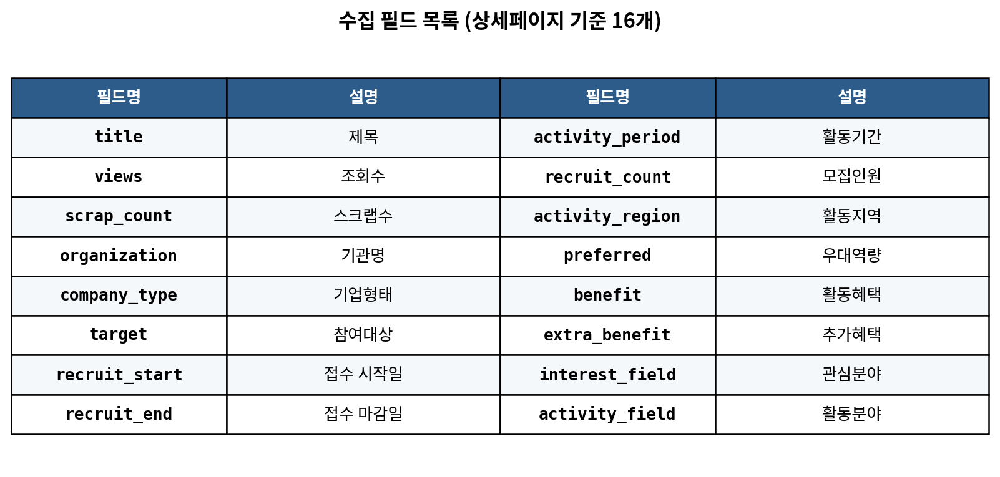 수집 필드 목록 (상세페이지 기준 16개)
필드명 설명 필드명 설명
title 제목 activity_period 활동기간
views 조회수 recruit_count 모집인원
scrap_count 스크랩수 activity_region 활동지역
organization 기관명 preferred 우대역량
company_type 기업형태 benefit 활동혜택
target 참여대상 extra_benefit 추가혜택
recruit_start 접수 시작일 interest_field 관심분야
recruit_end 접수 마감일 activity_field 활동분야